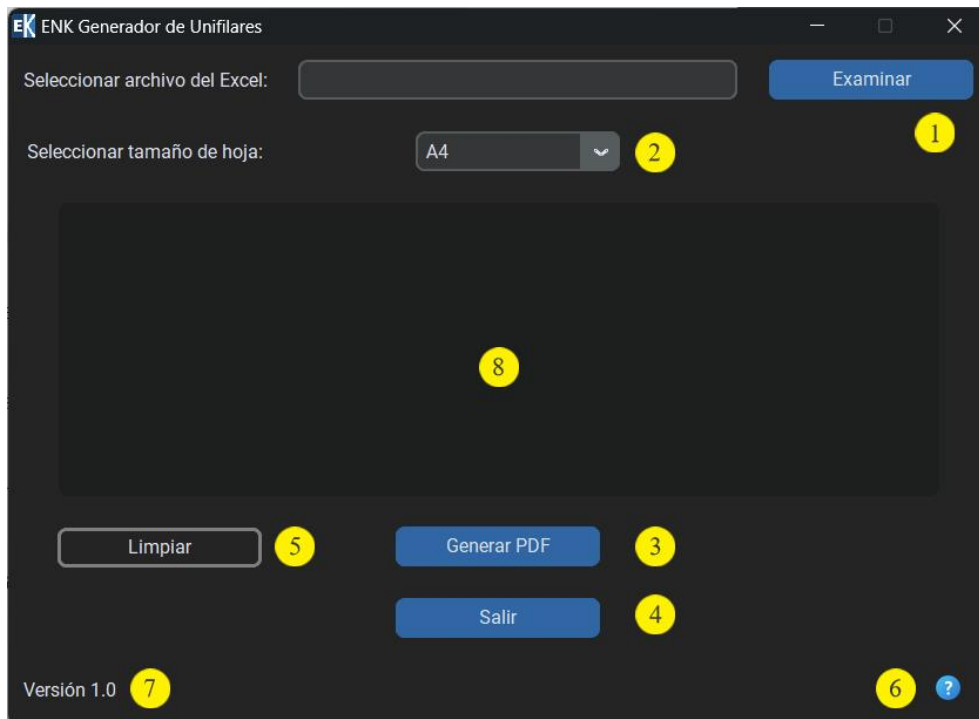 EK ENK Generador de Unifilares
Seleccionar archivo del Excel: Examinar
1
Seleccionar tamaño de hoja: A4 2
8
Limpiar 5 Generar PDF 3
Salir 4
Versión 1.0 7 6 ?